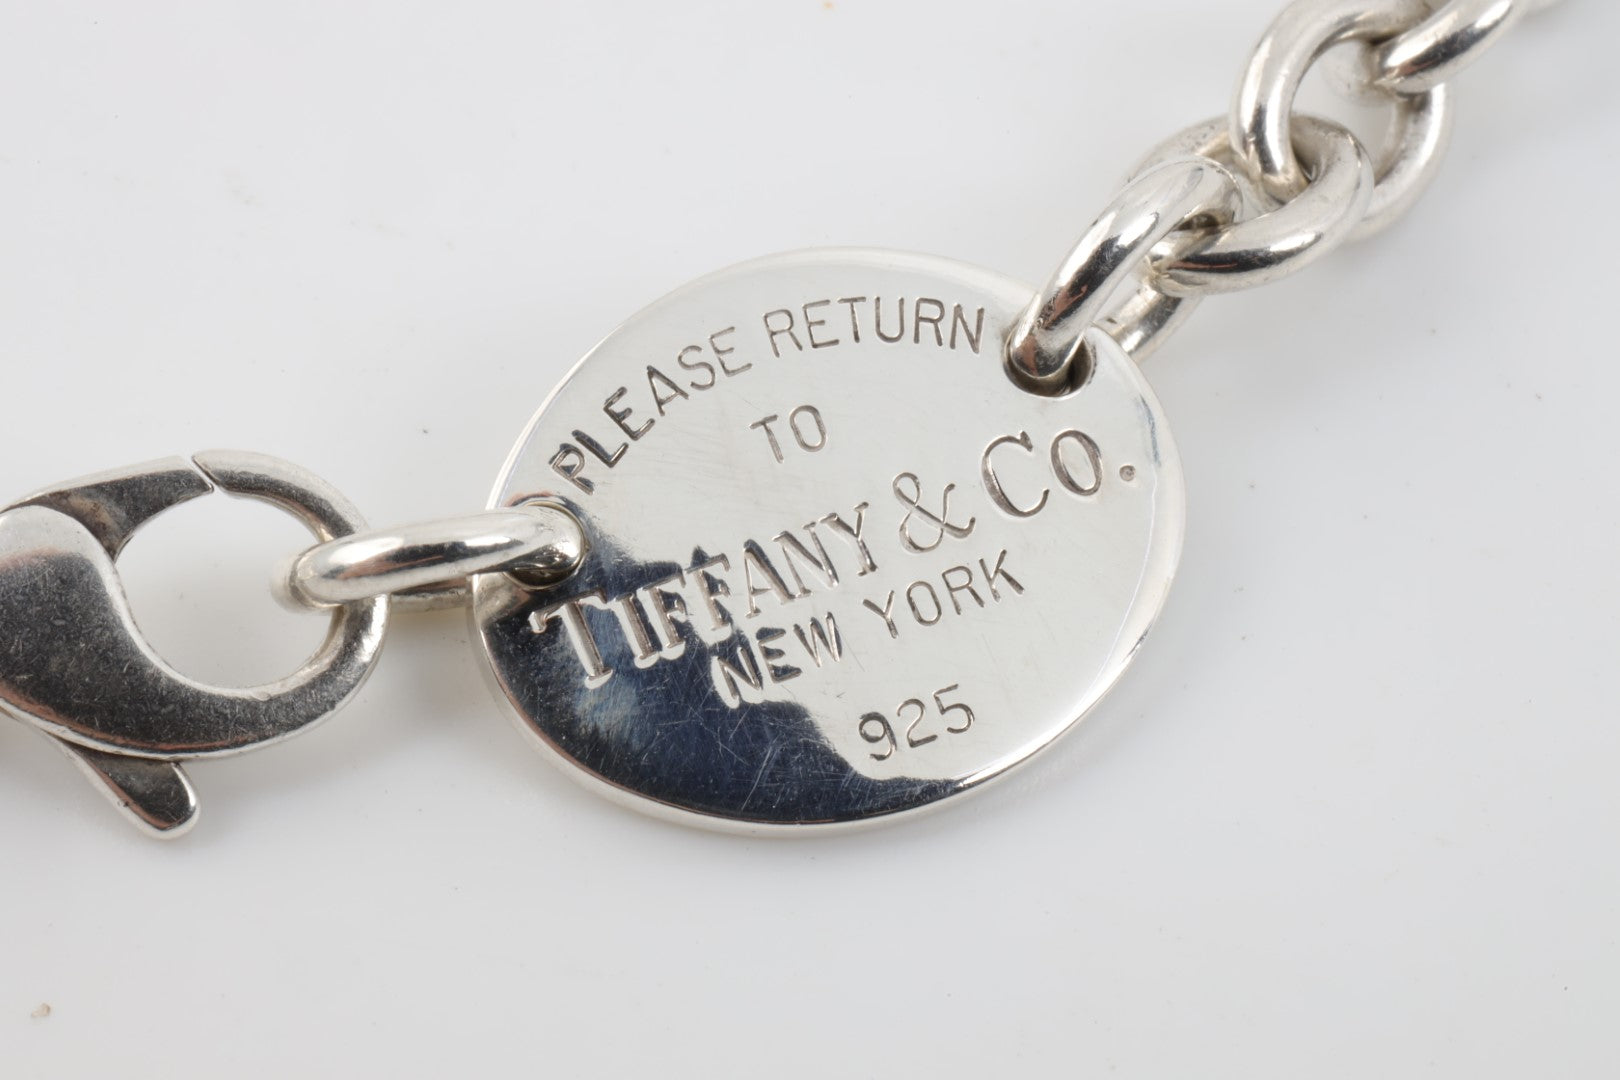 PLEASE RETURN
TO
TIFFANY & CO.
NEW YORK
925